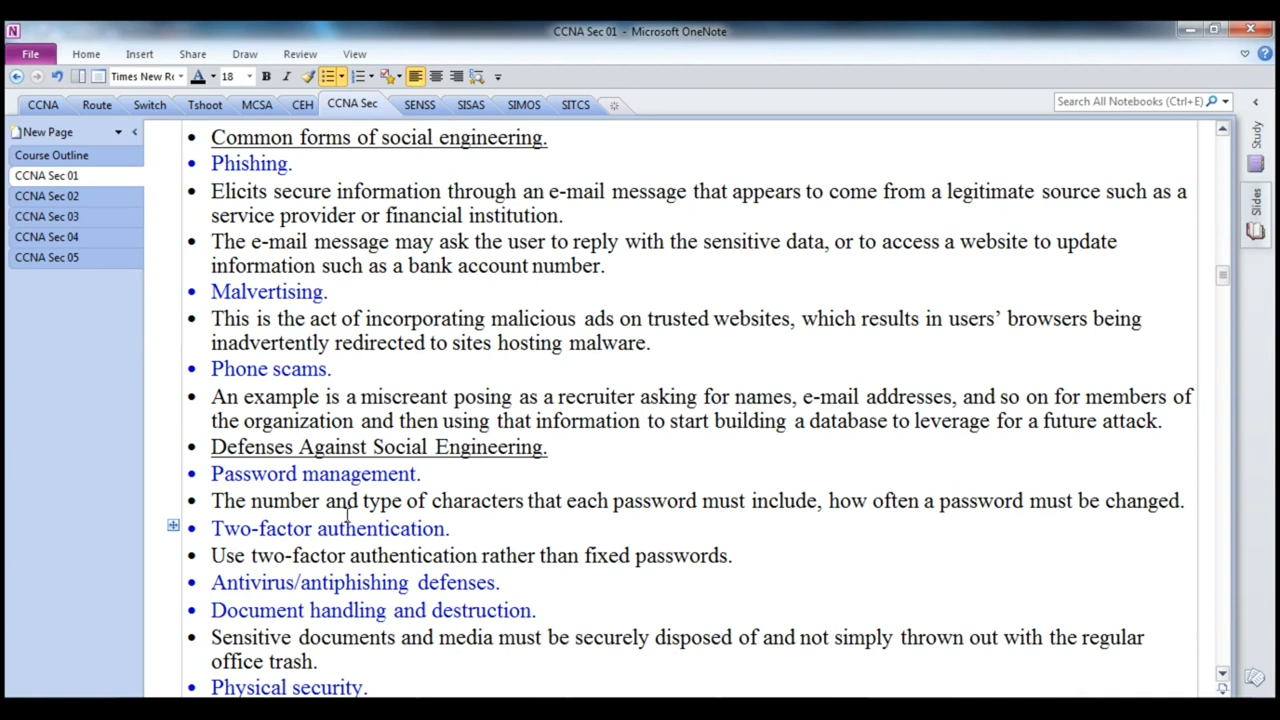 CCNA Sec 01 - Microsoft OneNote
File Home Insert Share Draw Review View
Times New Ro 18 B I
CCNA Route Switch Tshoot MCSA CEH CCNA Sec SENSS SISAS SIMOS SITCS Search All Notebooks (Ctrl+E)
New Page
Course Outline
CCNA Sec 01
CCNA Sec 02
CCNA Sec 03
CCNA Sec 04
CCNA Sec 05
• Common forms of social engineering.
• Phishing.
• Elicits secure information through an e-mail message that appears to come from a legitimate source such as a
service provider or financial institution.
• The e-mail message may ask the user to reply with the sensitive data, or to access a website to update
information such as a bank account number.
• Malvertising.
• This is the act of incorporating malicious ads on trusted websites, which results in users’ browsers being
inadvertently redirected to sites hosting malware.
• Phone scams.
• An example is a miscreant posing as a recruiter asking for names, e-mail addresses, and so on for members of
the organization and then using that information to start building a database to leverage for a future attack.
• Defenses Against Social Engineering.
• Password management.
• The number and type of characters that each password must include, how often a password must be changed.
• Two-factor authentication.
• Use two-factor authentication rather than fixed passwords.
• Antivirus/antiphishing defenses.
• Document handling and destruction.
• Sensitive documents and media must be securely disposed of and not simply thrown out with the regular
office trash.
• Physical security.
Study
Slides